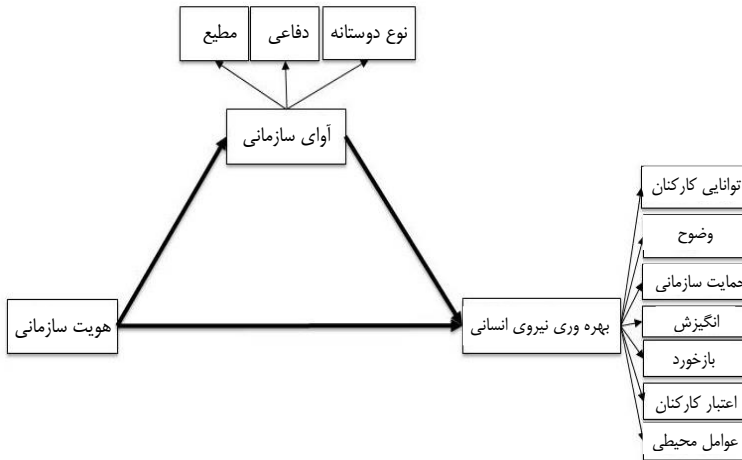 نوع دوستانه
دفاعی
مطیع
آوای سازمانی
توانایی کارکنان
وضوح
حمایت سازمانی
هویت سازمانی
بهره وری نیروی انسانی
انگیزش
بازخورد
اعتبار کارکنان
عوامل محیطی